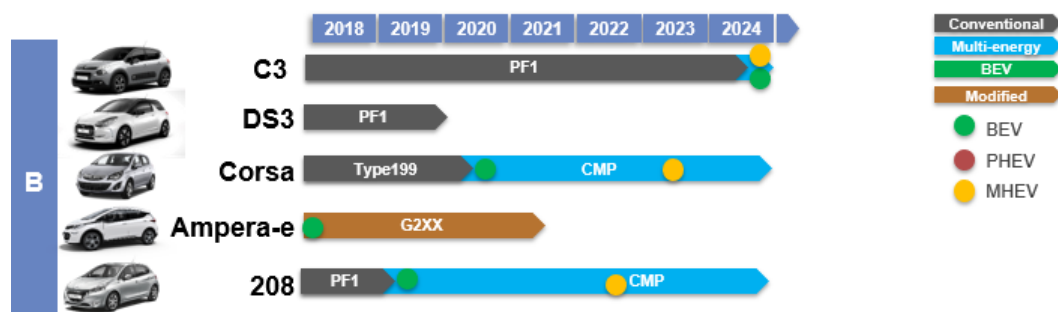 2018 2019 2020 2021 2022 2023 2024
Conventional
Multi-energy
BEV
Modified
BEV
PHEV
MHEV
B
C3 PF1
DS3 PF1
Corsa Type199 CMP
Ampera-e G2XX
208 PF1 CMP